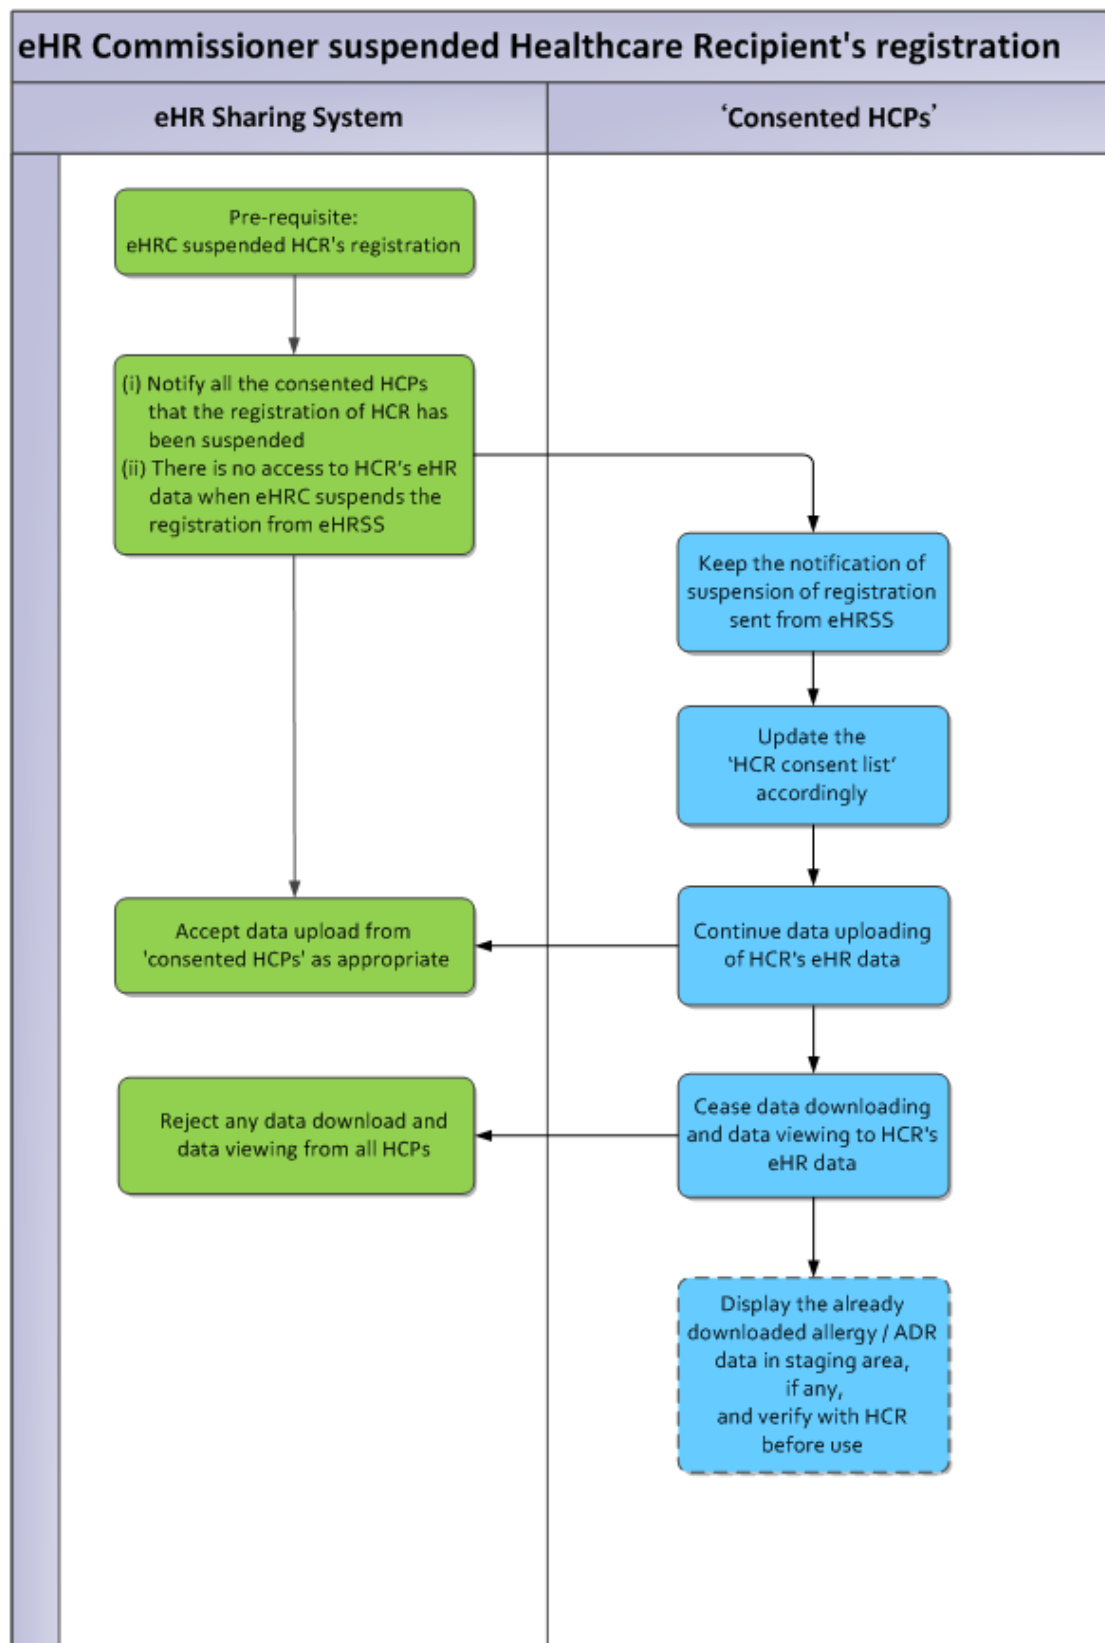 eHR Commissioner suspended Healthcare Recipient's registration
eHR Sharing System
‘Consented HCPs’
Pre-requisite:
eHRC suspended HCR's registration
(i) Notify all the consented HCPs
that the registration of HCR has
been suspended
(ii) There is no access to HCR’s eHR
data when eHRC suspends the
registration from eHRSS
Keep the notification of
suspension of registration
sent from eHRSS
Update the
‘HCR consent list’
accordingly
Accept data upload from
'consented HCPs' as appropriate
Continue data uploading
of HCR's eHR data
Reject any data download and
data viewing from all HCPs
Cease data downloading
and data viewing to HCR's
eHR data
Display the already
downloaded allergy / ADR
data in staging area,
if any,
and verify with HCR
before use